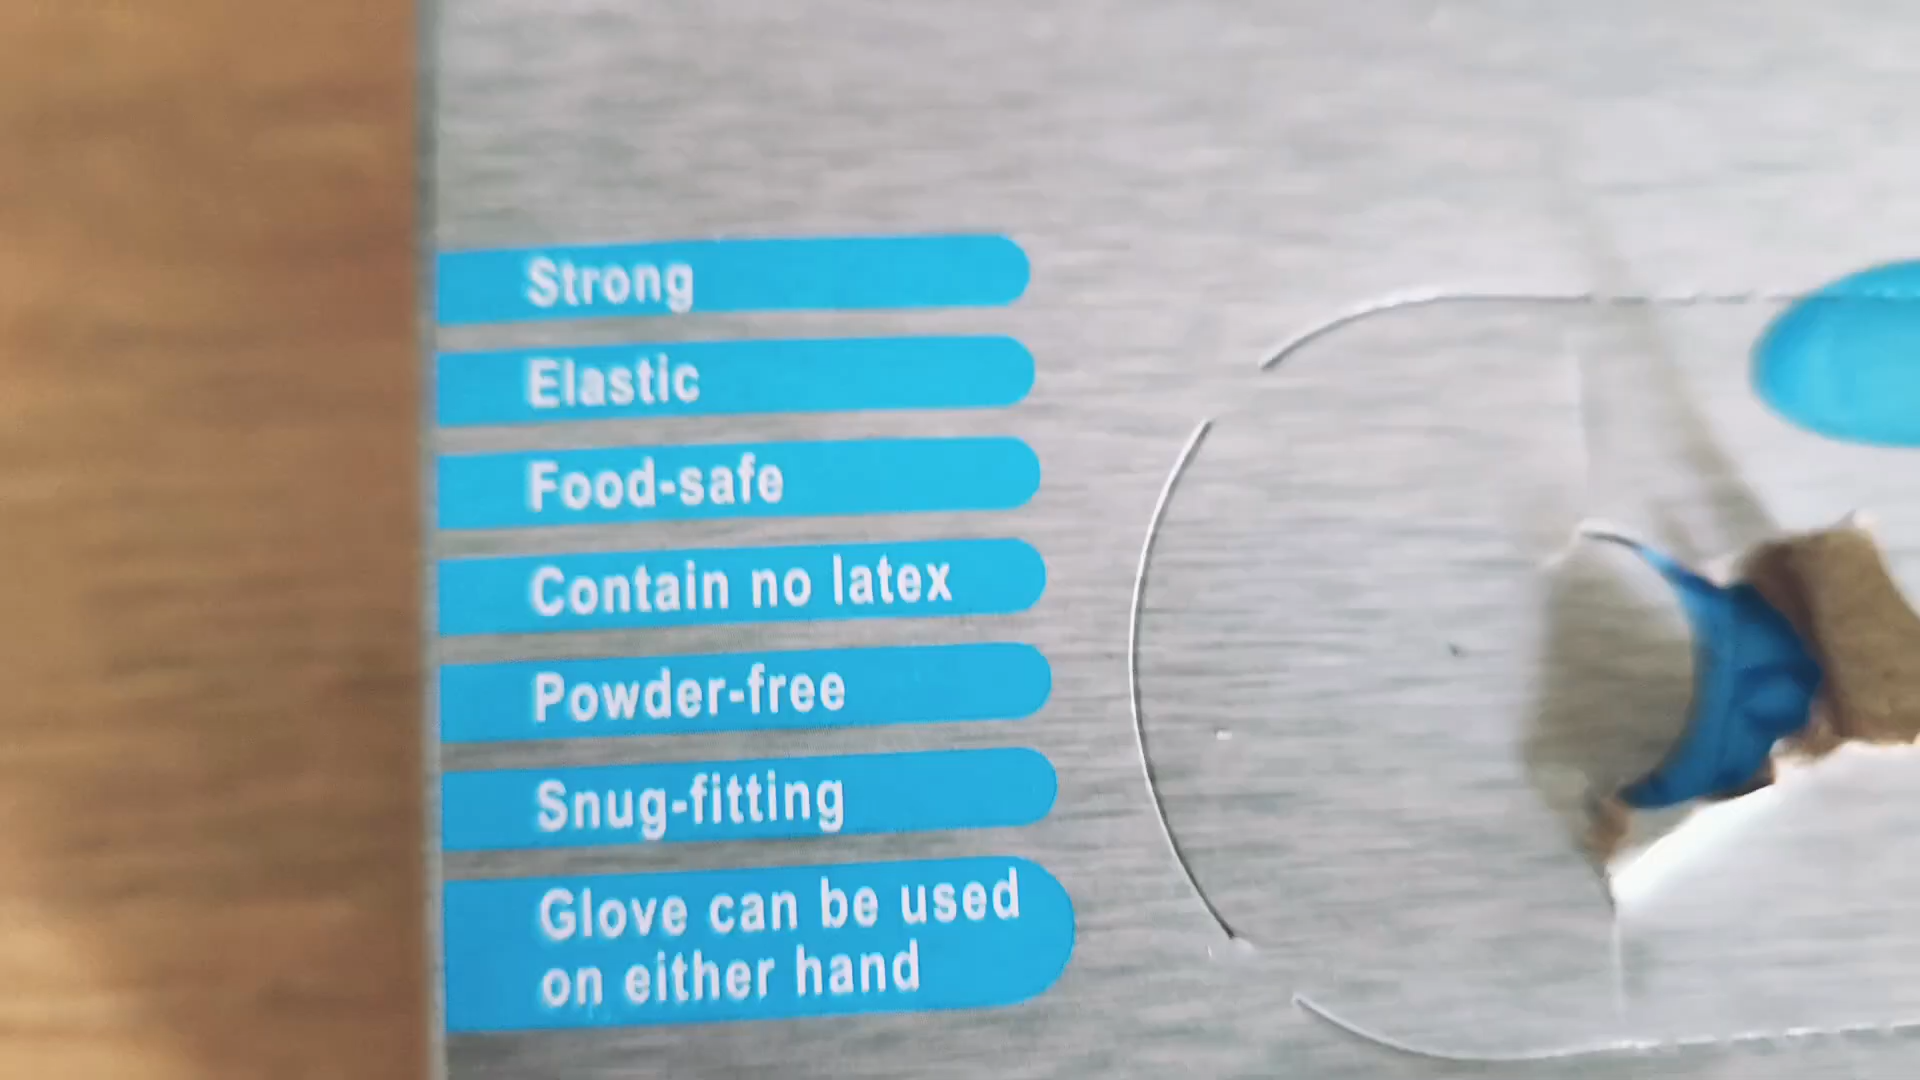 Strong
Elastic
Food-safe
Contain no latex
Powder-free
Snug-fitting
Glove can be used
on either hand